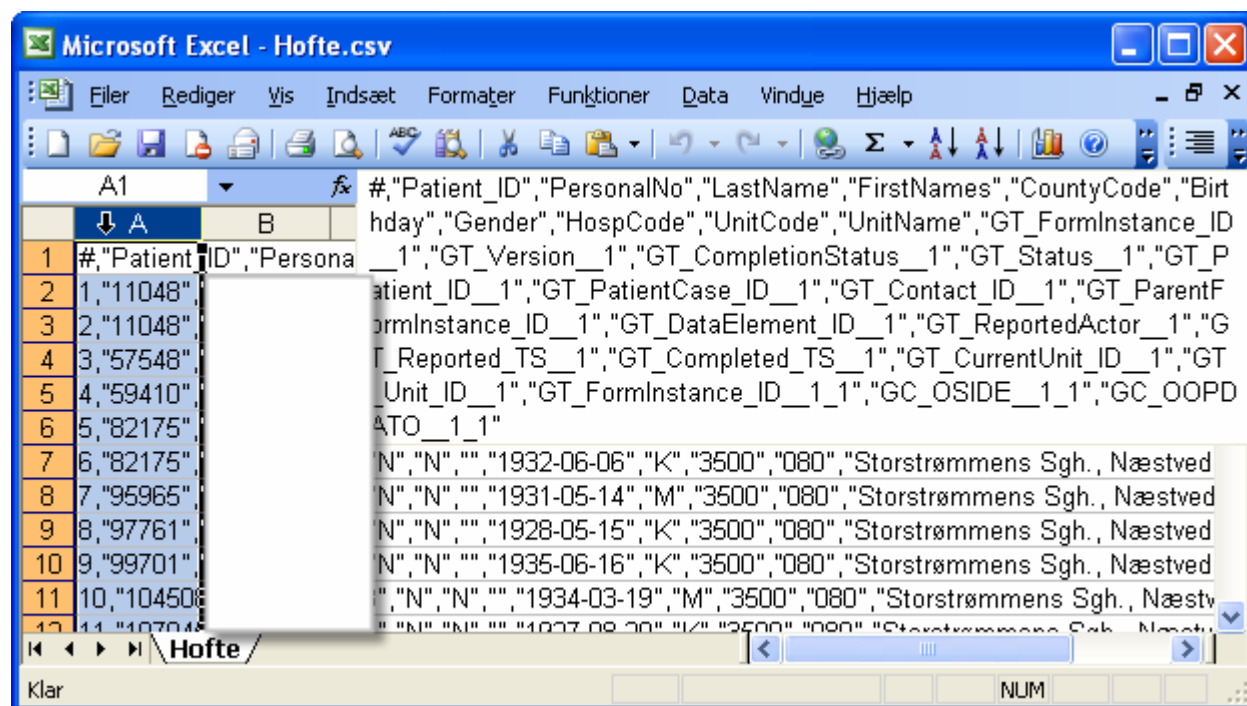 Microsoft Excel - Hofte.csv
Filer Rediger Vis Indsæt Formater Funktioner Data Vindue Hjælp
A1 fx #,"Patient_ID","PersonalNo","LastName","FirstNames","CountyCode","Birt
hday","Gender","HospCode","UnitCode","UnitName","GT_FormInstance_ID
__1","GT_Version__1","GT_CompletionStatus__1","GT_Status__1","GT_P
atient_ID__1","GT_PatientCase_ID__1","GT_Contact_ID__1","GT_ParentF
ormInstance_ID__1","GT_DataElement_ID__1","GT_ReportedActor__1","G
T_Reported_TS__1","GT_Completed_TS__1","GT_CurrentUnit_ID__1","GT
_Unit_ID__1","GT_FormInstance_ID__1_1","GC_OSIDE__1_1","GC_OOPD
ATO__1_1"
A B
1 #,"Patient_ID","Persona
2 1,"11048",
3 2,"11048",
4 3,"57548",
5 4,"59410",
6 5,"82175",
7 6,"82175", "N","N","","1932-06-06","K","3500","080","Storstrømmens Sgh., Næstved
8 7,"95965", "N","N","","1931-05-14","M","3500","080","Storstrømmens Sgh., Næstved
9 8,"97761", "N","N","","1928-05-15","K","3500","080","Storstrømmens Sgh., Næstved
10 9,"99701", "N","N","","1935-06-16","K","3500","080","Storstrømmens Sgh., Næstved
11 10,"104508 ","N","N","","1934-03-19","M","3500","080","Storstrømmens Sgh., Næstv
Hofte
Klar NUM